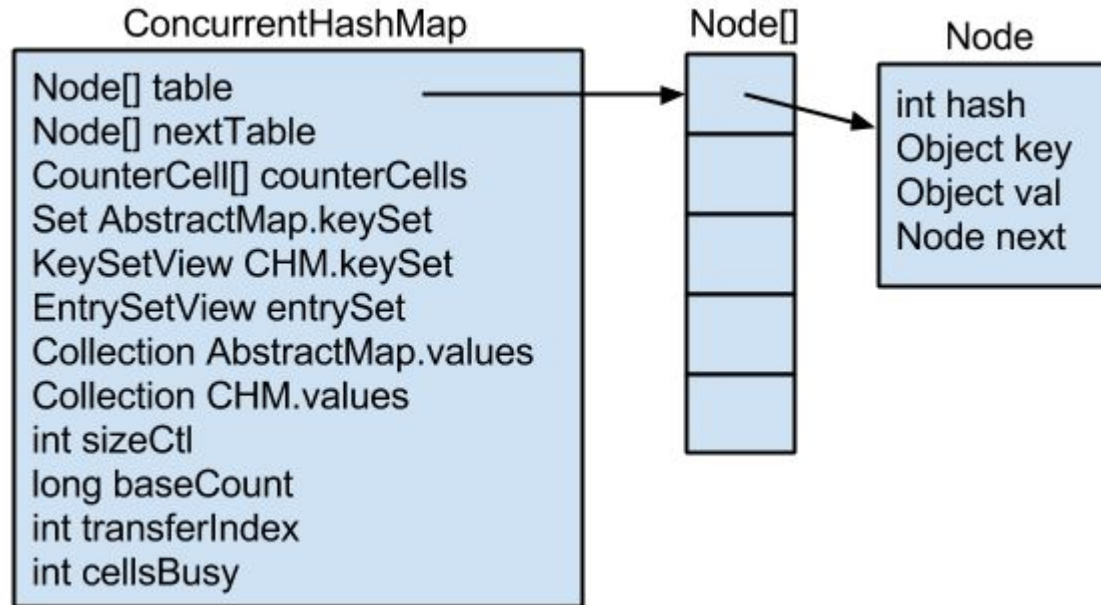 ConcurrentHashMap
Node[] table
Node[] nextTable
CounterCell[] counterCells
Set AbstractMap.keySet
KeySetView CHM.keySet
EntrySetView entrySet
Collection AbstractMap.values
Collection CHM.values
int sizeCtl
long baseCount
int transferIndex
int cellsBusy
Node[]
Node
int hash
Object key
Object val
Node next